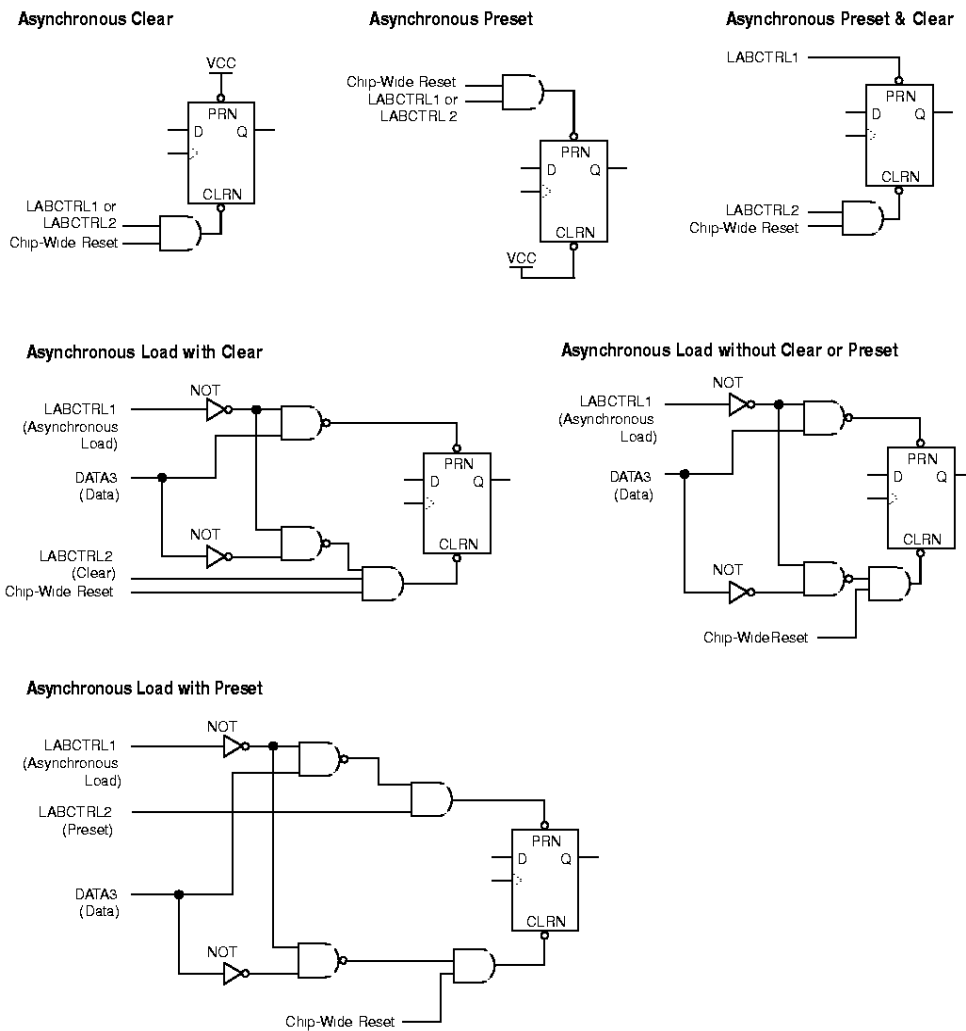 Asynchronous Clear
VCC
PRN
D Q
CLRN
LABCTRL1 or
LABCTRL2
Chip-Wide Reset
Asynchronous Preset
Chip-Wide Reset
LABCTRL1 or
LABCTRL 2
PRN
D Q
CLRN
VCC
Asynchronous Preset & Clear
LABCTRL1
PRN
D Q
CLRN
LABCTRL2
Chip-Wide Reset
Asynchronous Load with Clear
NOT
LABCTRL1
(Asynchronous
Load)
PRN
D Q
DATA3
(Data)
NOT
CLRN
LABCTRL2
(Clear)
Chip-Wide Reset
Asynchronous Load without Clear or Preset
NOT
LABCTRL1
(Asynchronous
Load)
PRN
D Q
DATA3
(Data)
CLRN
NOT
Chip-Wide Reset
Asynchronous Load with Preset
NOT
LABCTRL1
(Asynchronous
Load)
LABCTRL2
(Preset)
PRN
D Q
DATA3
(Data)
CLRN
NOT
Chip-Wide Reset